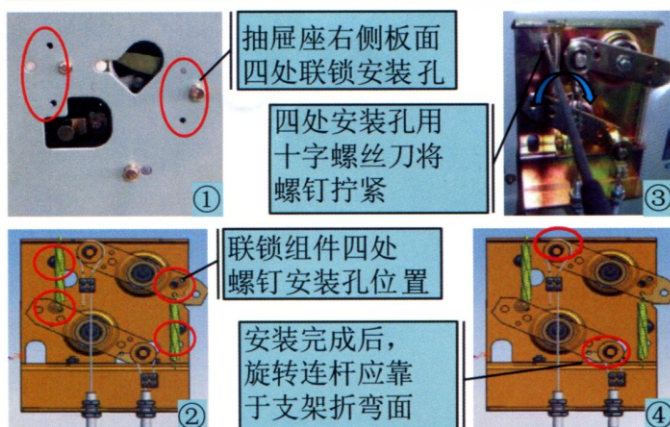 抽屉座右侧板面
四处联锁安装孔
①
四处安装孔用
十字螺丝刀将
螺钉拧紧
③
联锁组件四处
螺钉安装孔位置
②
安装完成后，
旋转连杆应靠
于支架折弯面
④